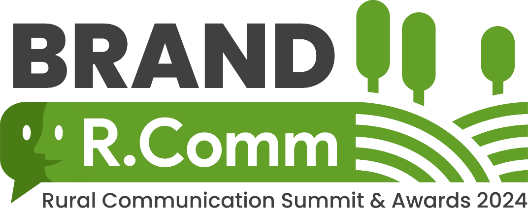 BRAND
R.Comm
Rural Communication Summit & Awards 2024